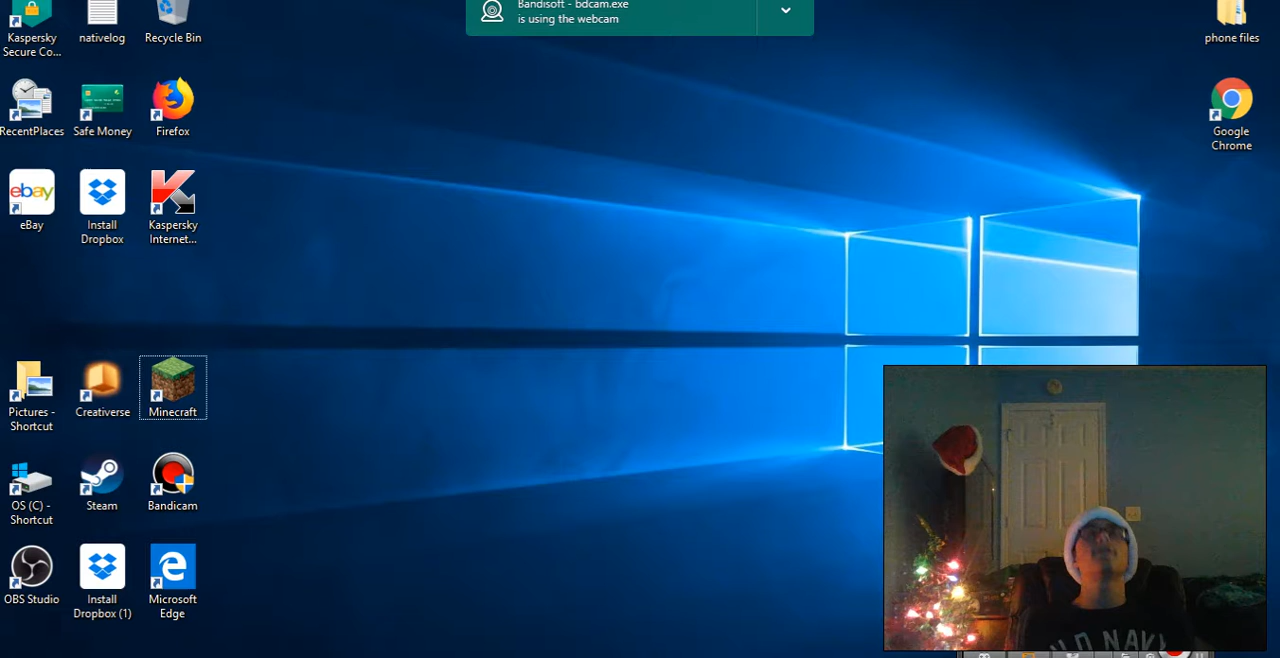 Bandisoft - bdcam.exe
is using the webcam
Kaspersky
Secure Co...
nativelog
Recycle Bin
phone files
RecentPlaces
Safe Money
Firefox
Google
Chrome
ebay
eBay
Install
Dropbox
Kaspersky
Internet...
Pictures -
Shortcut
Creativerse
Minecraft
OS (C) -
Shortcut
Steam
Bandicam
OBS Studio
Install
Dropbox (1)
Microsoft
Edge
OLD NAVY